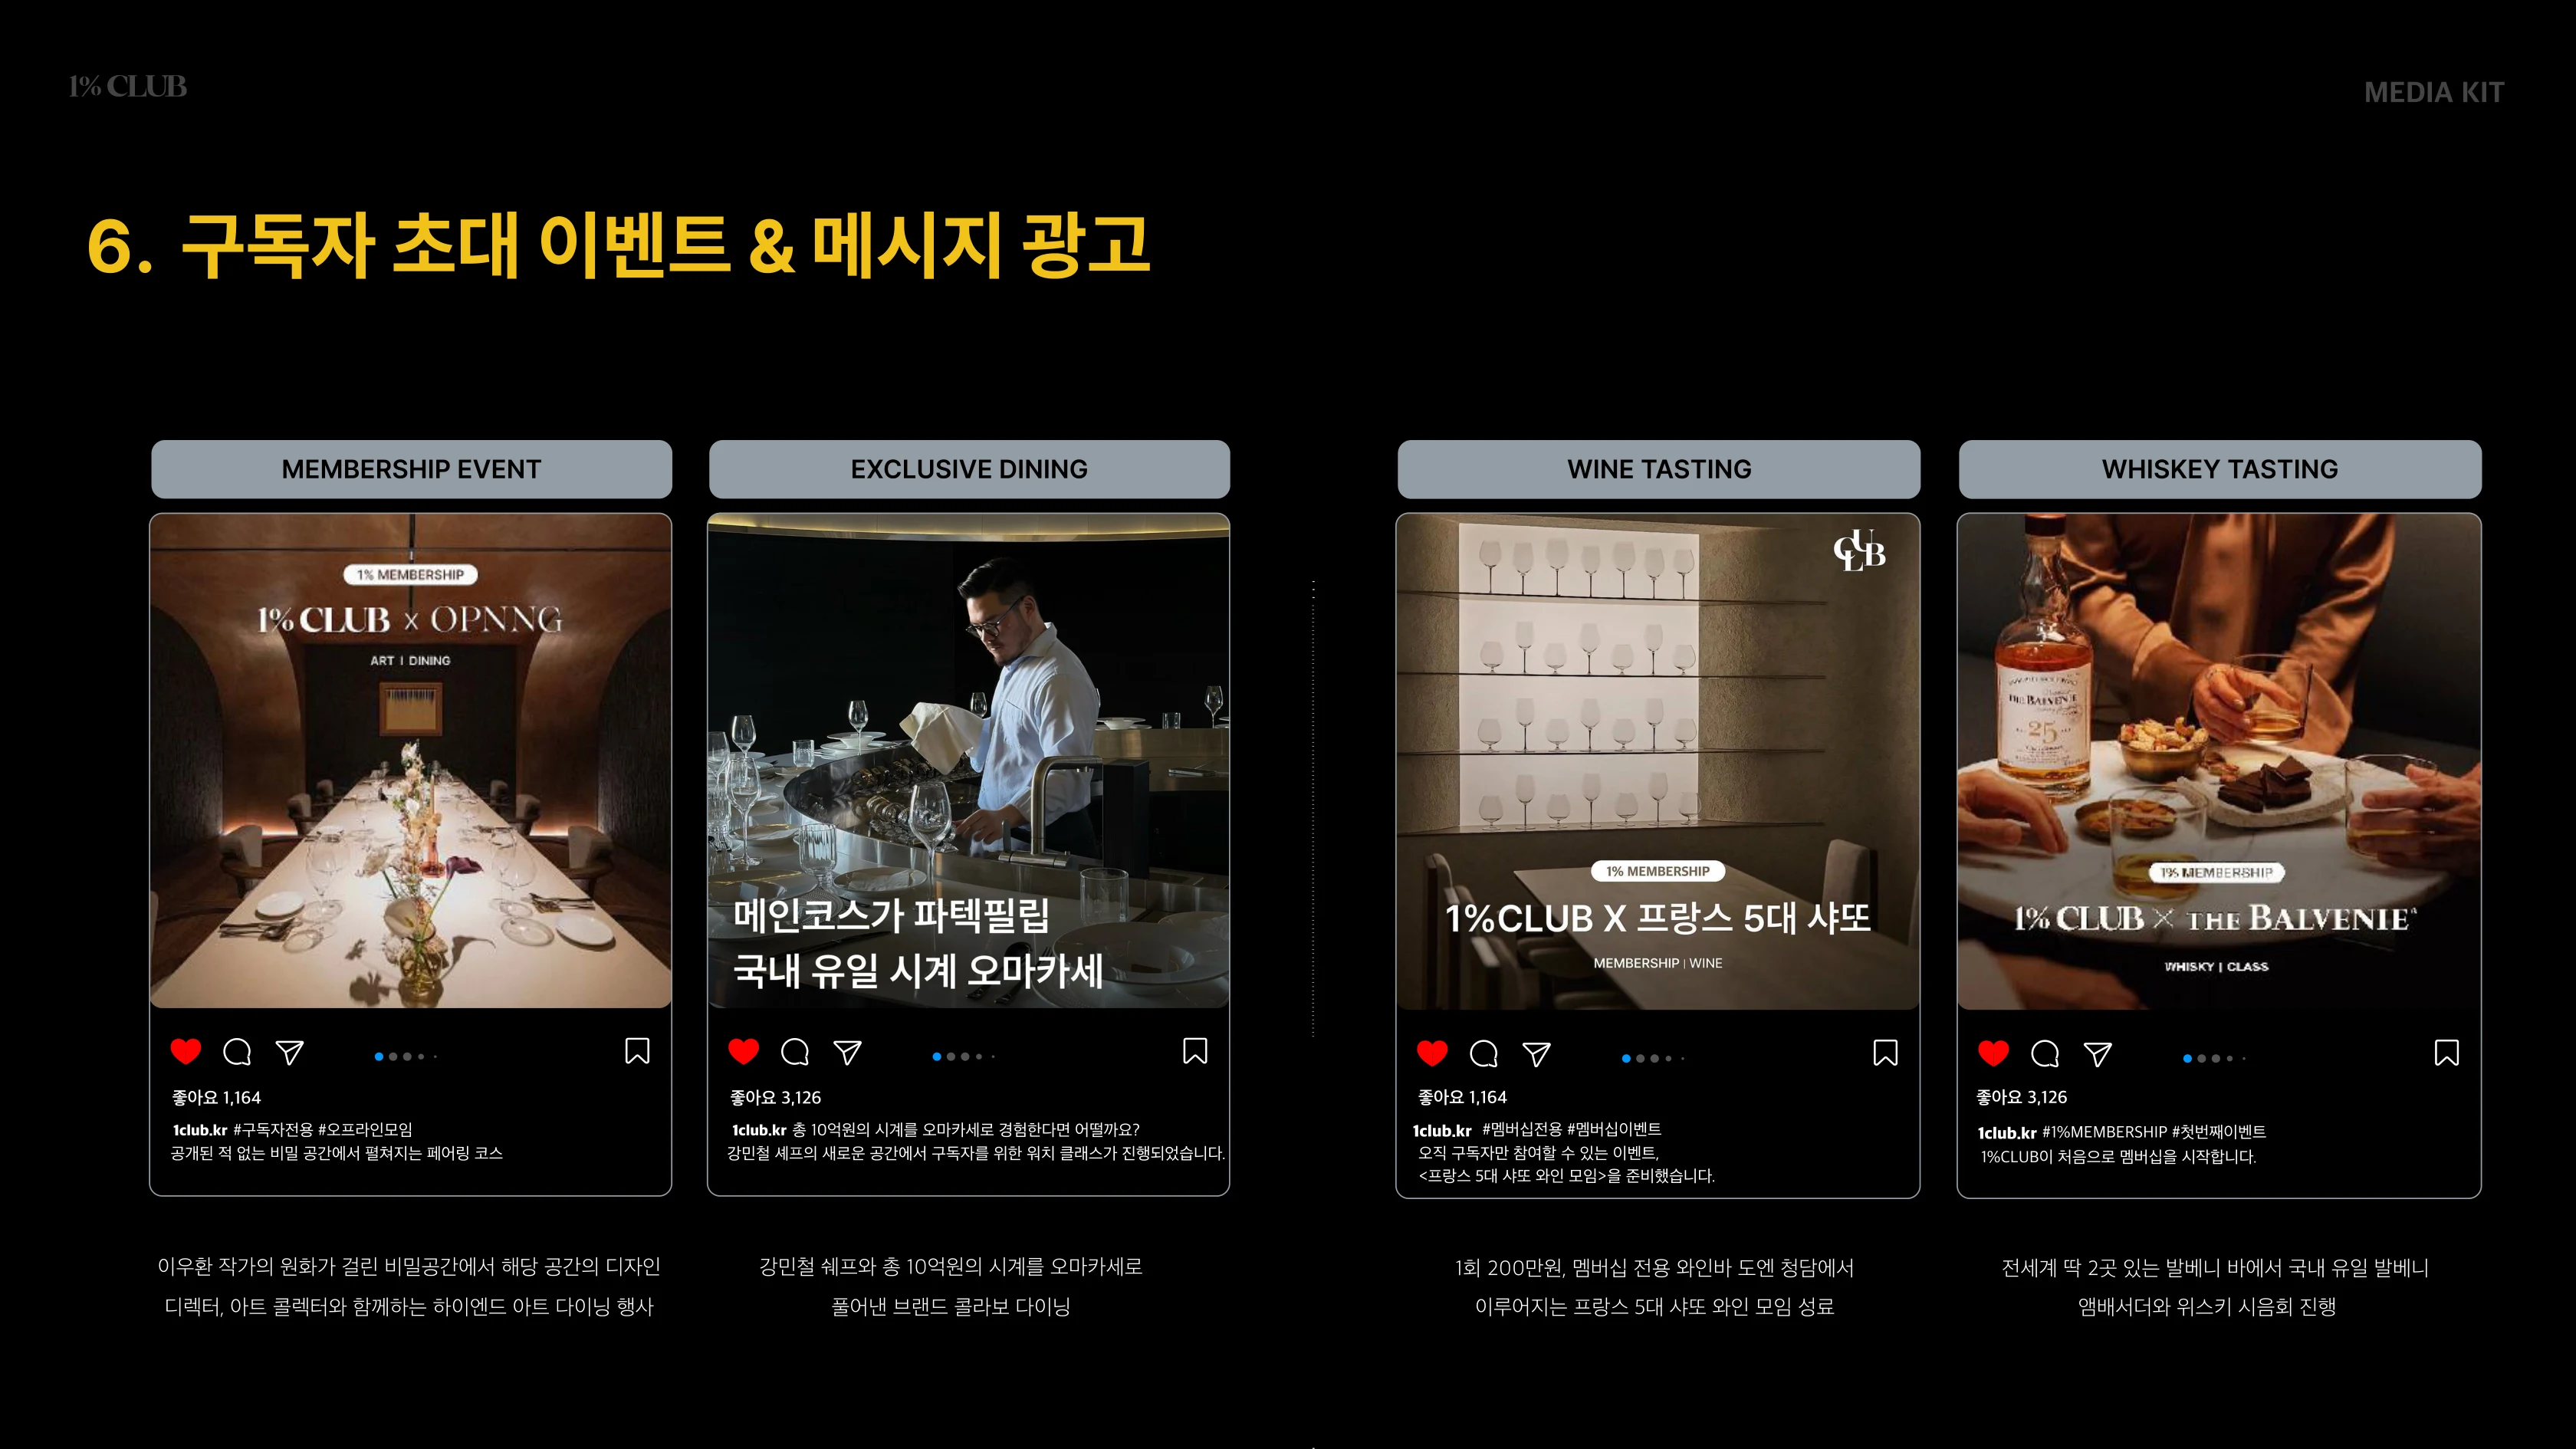 1% CLUB
MEDIA KIT
6. 구독자 초대 이벤트 & 메시지 광고
MEMBERSHIP EVENT
1% MEMBERSHIP
1% CLUB x OPNNG
ART | DINING
좋아요 1,164
1club.kr #구독자전용 #오프라인모임
공개된 적 없는 비밀 공간에서 펼쳐지는 페어링 코스
이우환 작가의 원화가 걸린 비밀공간에서 해당 공간의 디자인
디렉터, 아트 콜렉터와 함께하는 하이엔드 아트 다이닝 행사
EXCLUSIVE DINING
메인코스가 파텍필립
국내 유일 시계 오마카세
좋아요 3,126
1club.kr 총 10억원의 시계를 오마카세로 경험한다면 어떨까요?
강민철 셰프의 새로운 공간에서 구독자를 위한 워치 클래스가 진행되었습니다.
강민철 쉐프와 총 10억원의 시계를 오마카세로
풀어낸 브랜드 콜라보 다이닝
WINE TASTING
CLUB
1% MEMBERSHIP
1%CLUB X 프랑스 5대 샤또
MEMBERSHIP | WINE
좋아요 1,164
1club.kr #멤버십전용 #멤버십이벤트
오직 구독자만 참여할 수 있는 이벤트,
<프랑스 5대 샤또 와인 모임>을 준비했습니다.
1회 200만원, 멤버십 전용 와인바 도엔 청담에서
이루어지는 프랑스 5대 샤또 와인 모임 성료
WHISKEY TASTING
THE BALVENIE
25
1% MEMBERSHIP
1% CLUB X THE BALVENIE
WHISKY | CLASS
좋아요 3,126
1club.kr #1%MEMBERSHIP #첫번째이벤트
1%CLUB이 처음으로 멤버십을 시작합니다.
전세계 딱 2곳 있는 발베니 바에서 국내 유일 발베니
앰배서더와 위스키 시음회 진행